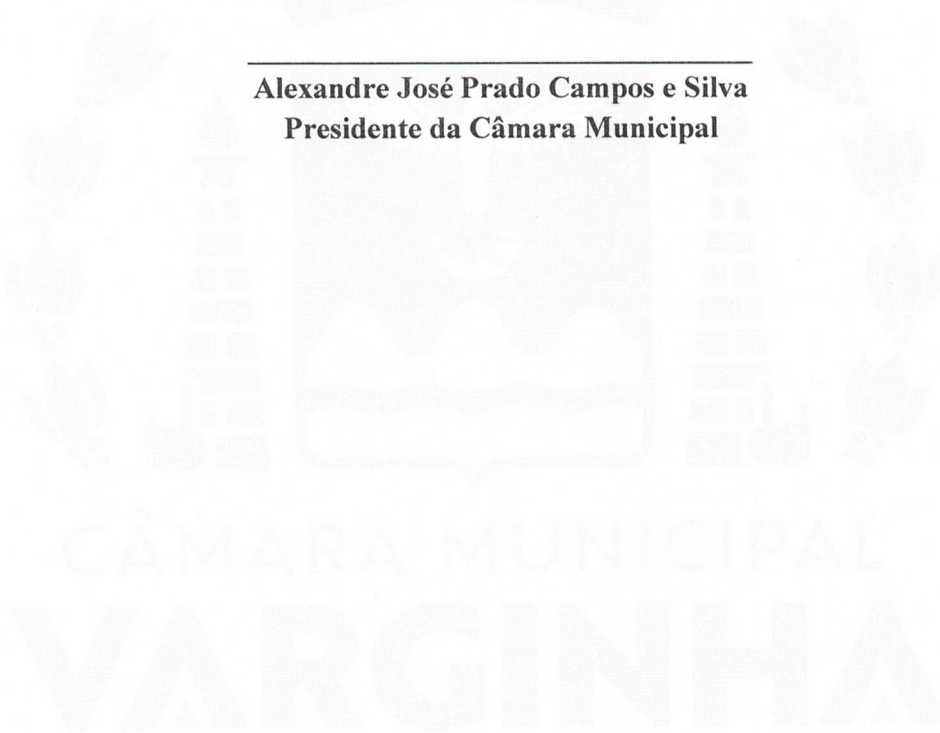 Alexandre José Prado Campos e Silva
Presidente da Câmara Municipal
CÂMARA MUNICIPAL
VARGINHA